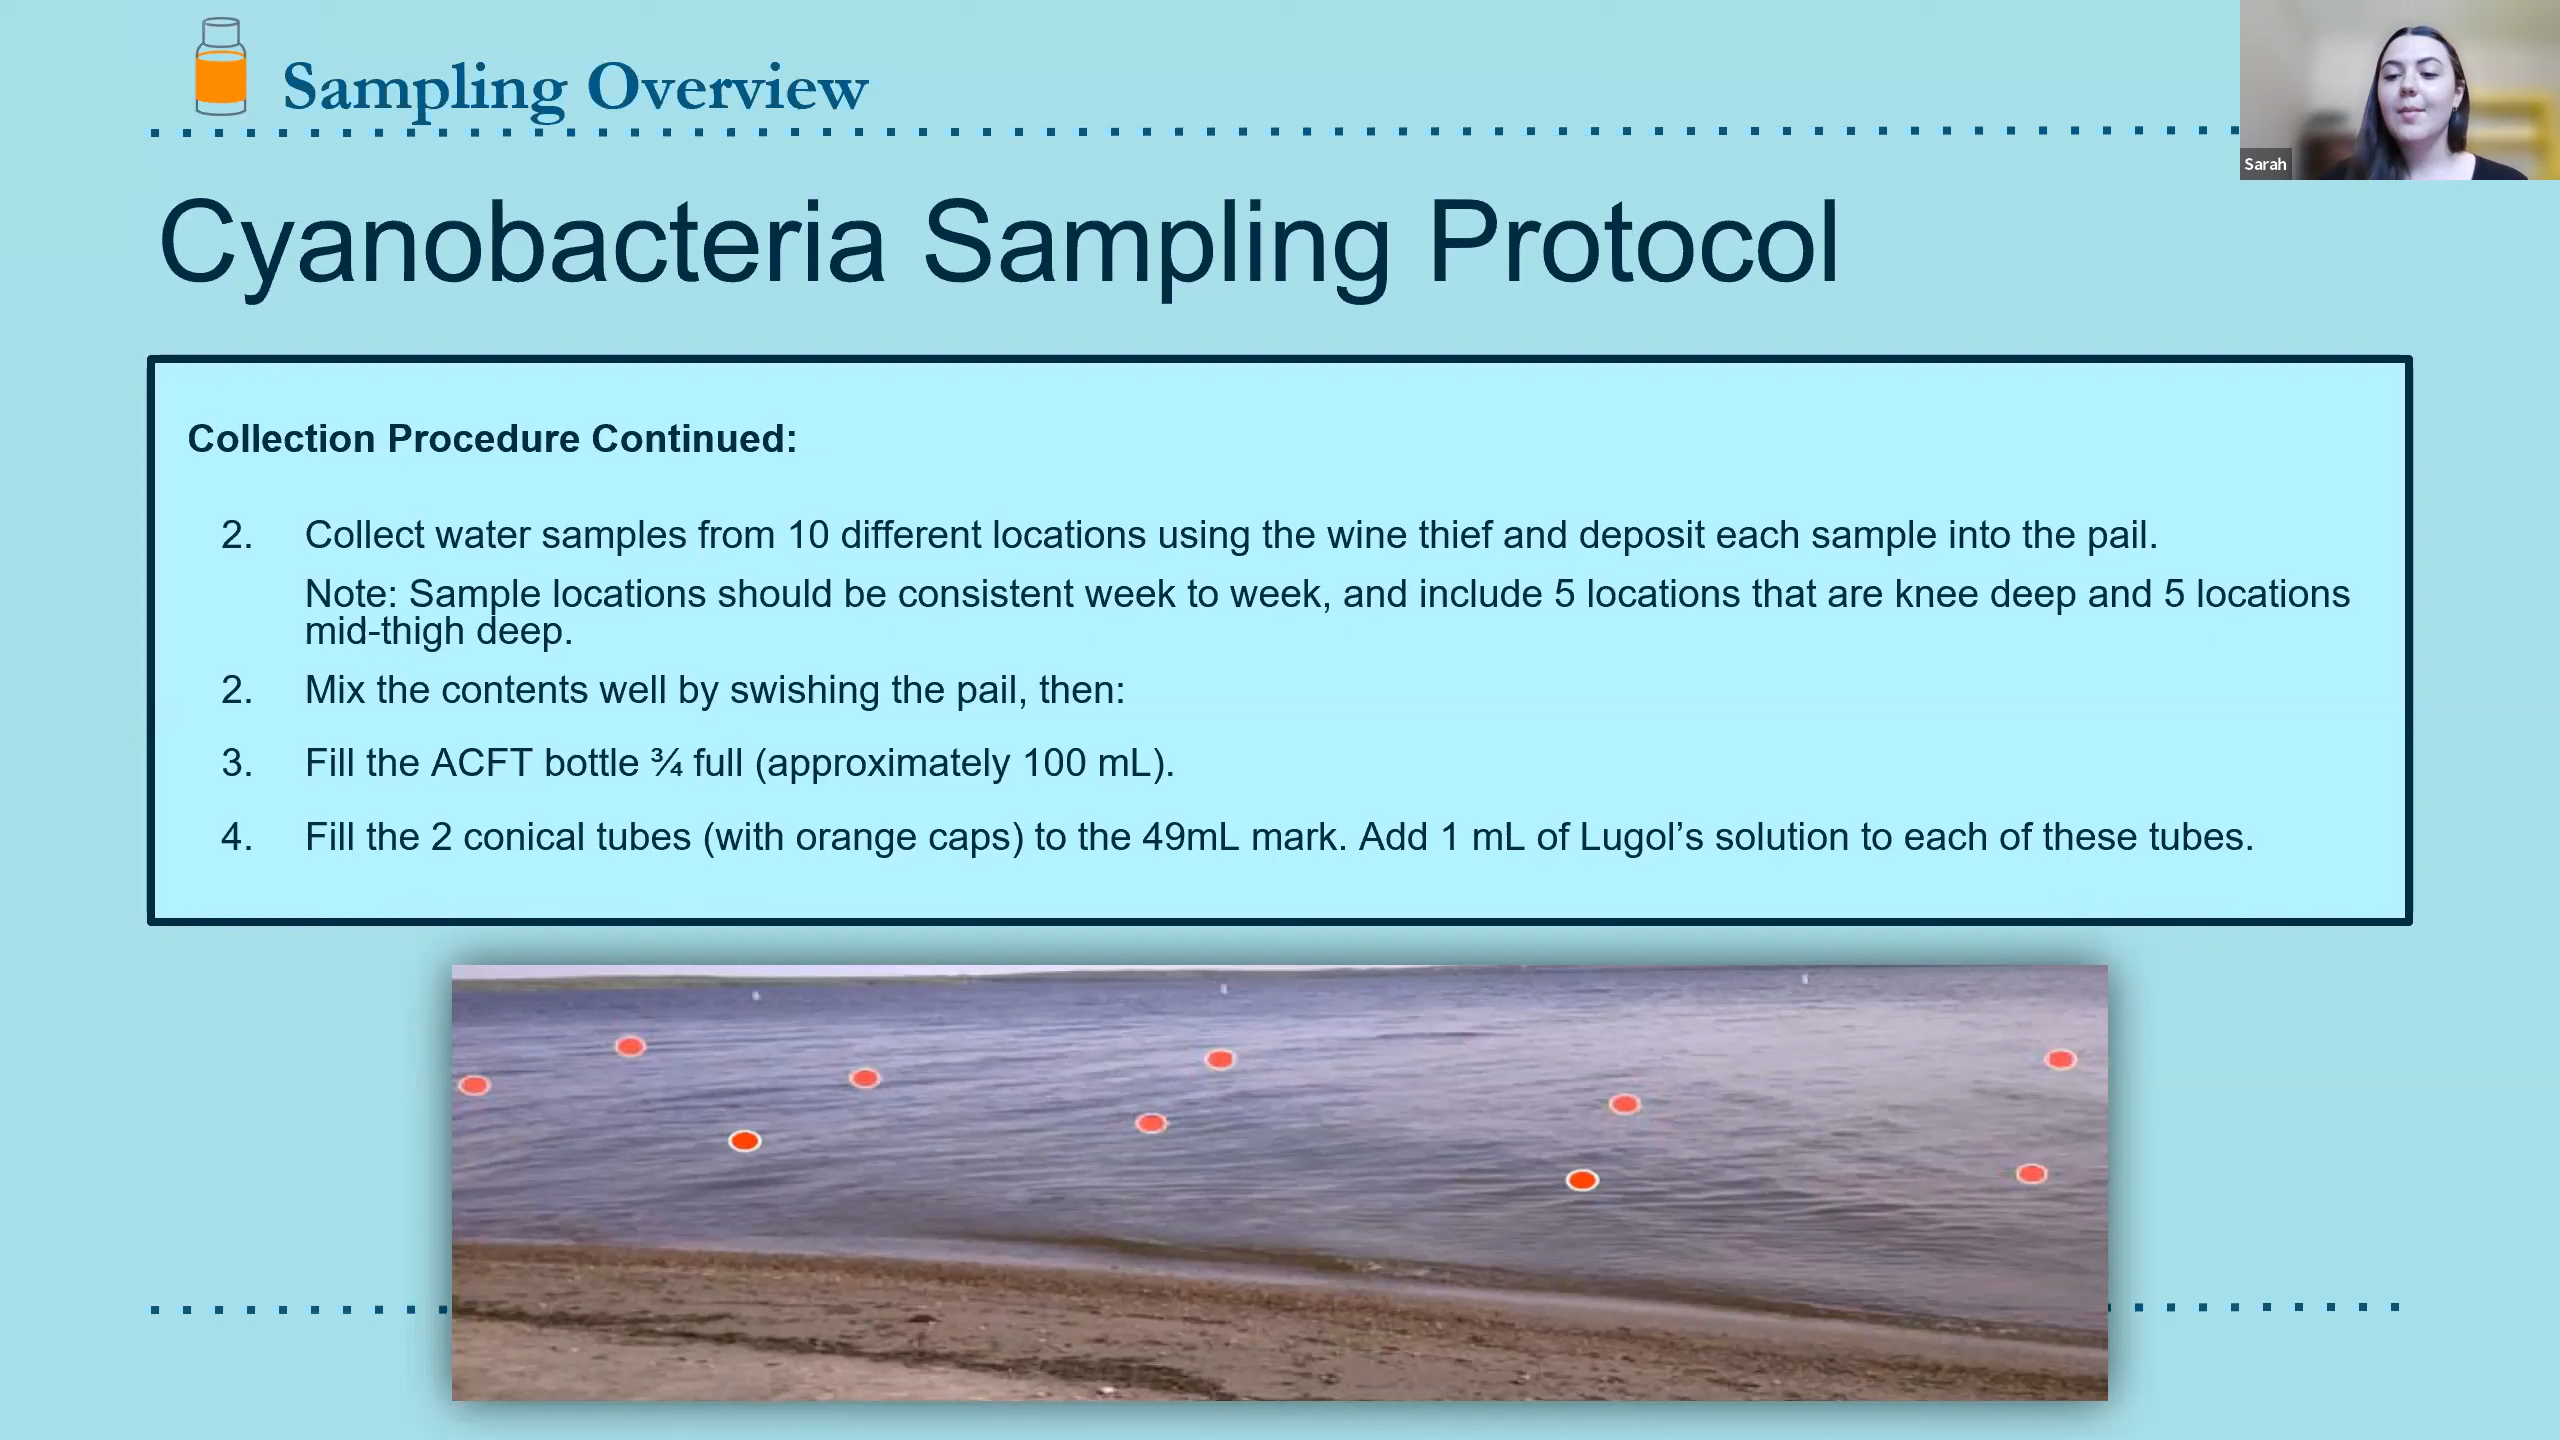 Sampling Overview
Sarah
Cyanobacteria Sampling Protocol
Collection Procedure Continued:
2. Collect water samples from 10 different locations using the wine thief and deposit each sample into the pail.
Note: Sample locations should be consistent week to week, and include 5 locations that are knee deep and 5 locations
mid-thigh deep.
2. Mix the contents well by swishing the pail, then:
3. Fill the ACFT bottle ¾ full (approximately 100 mL).
4. Fill the 2 conical tubes (with orange caps) to the 49mL mark. Add 1 mL of Lugol’s solution to each of these tubes.